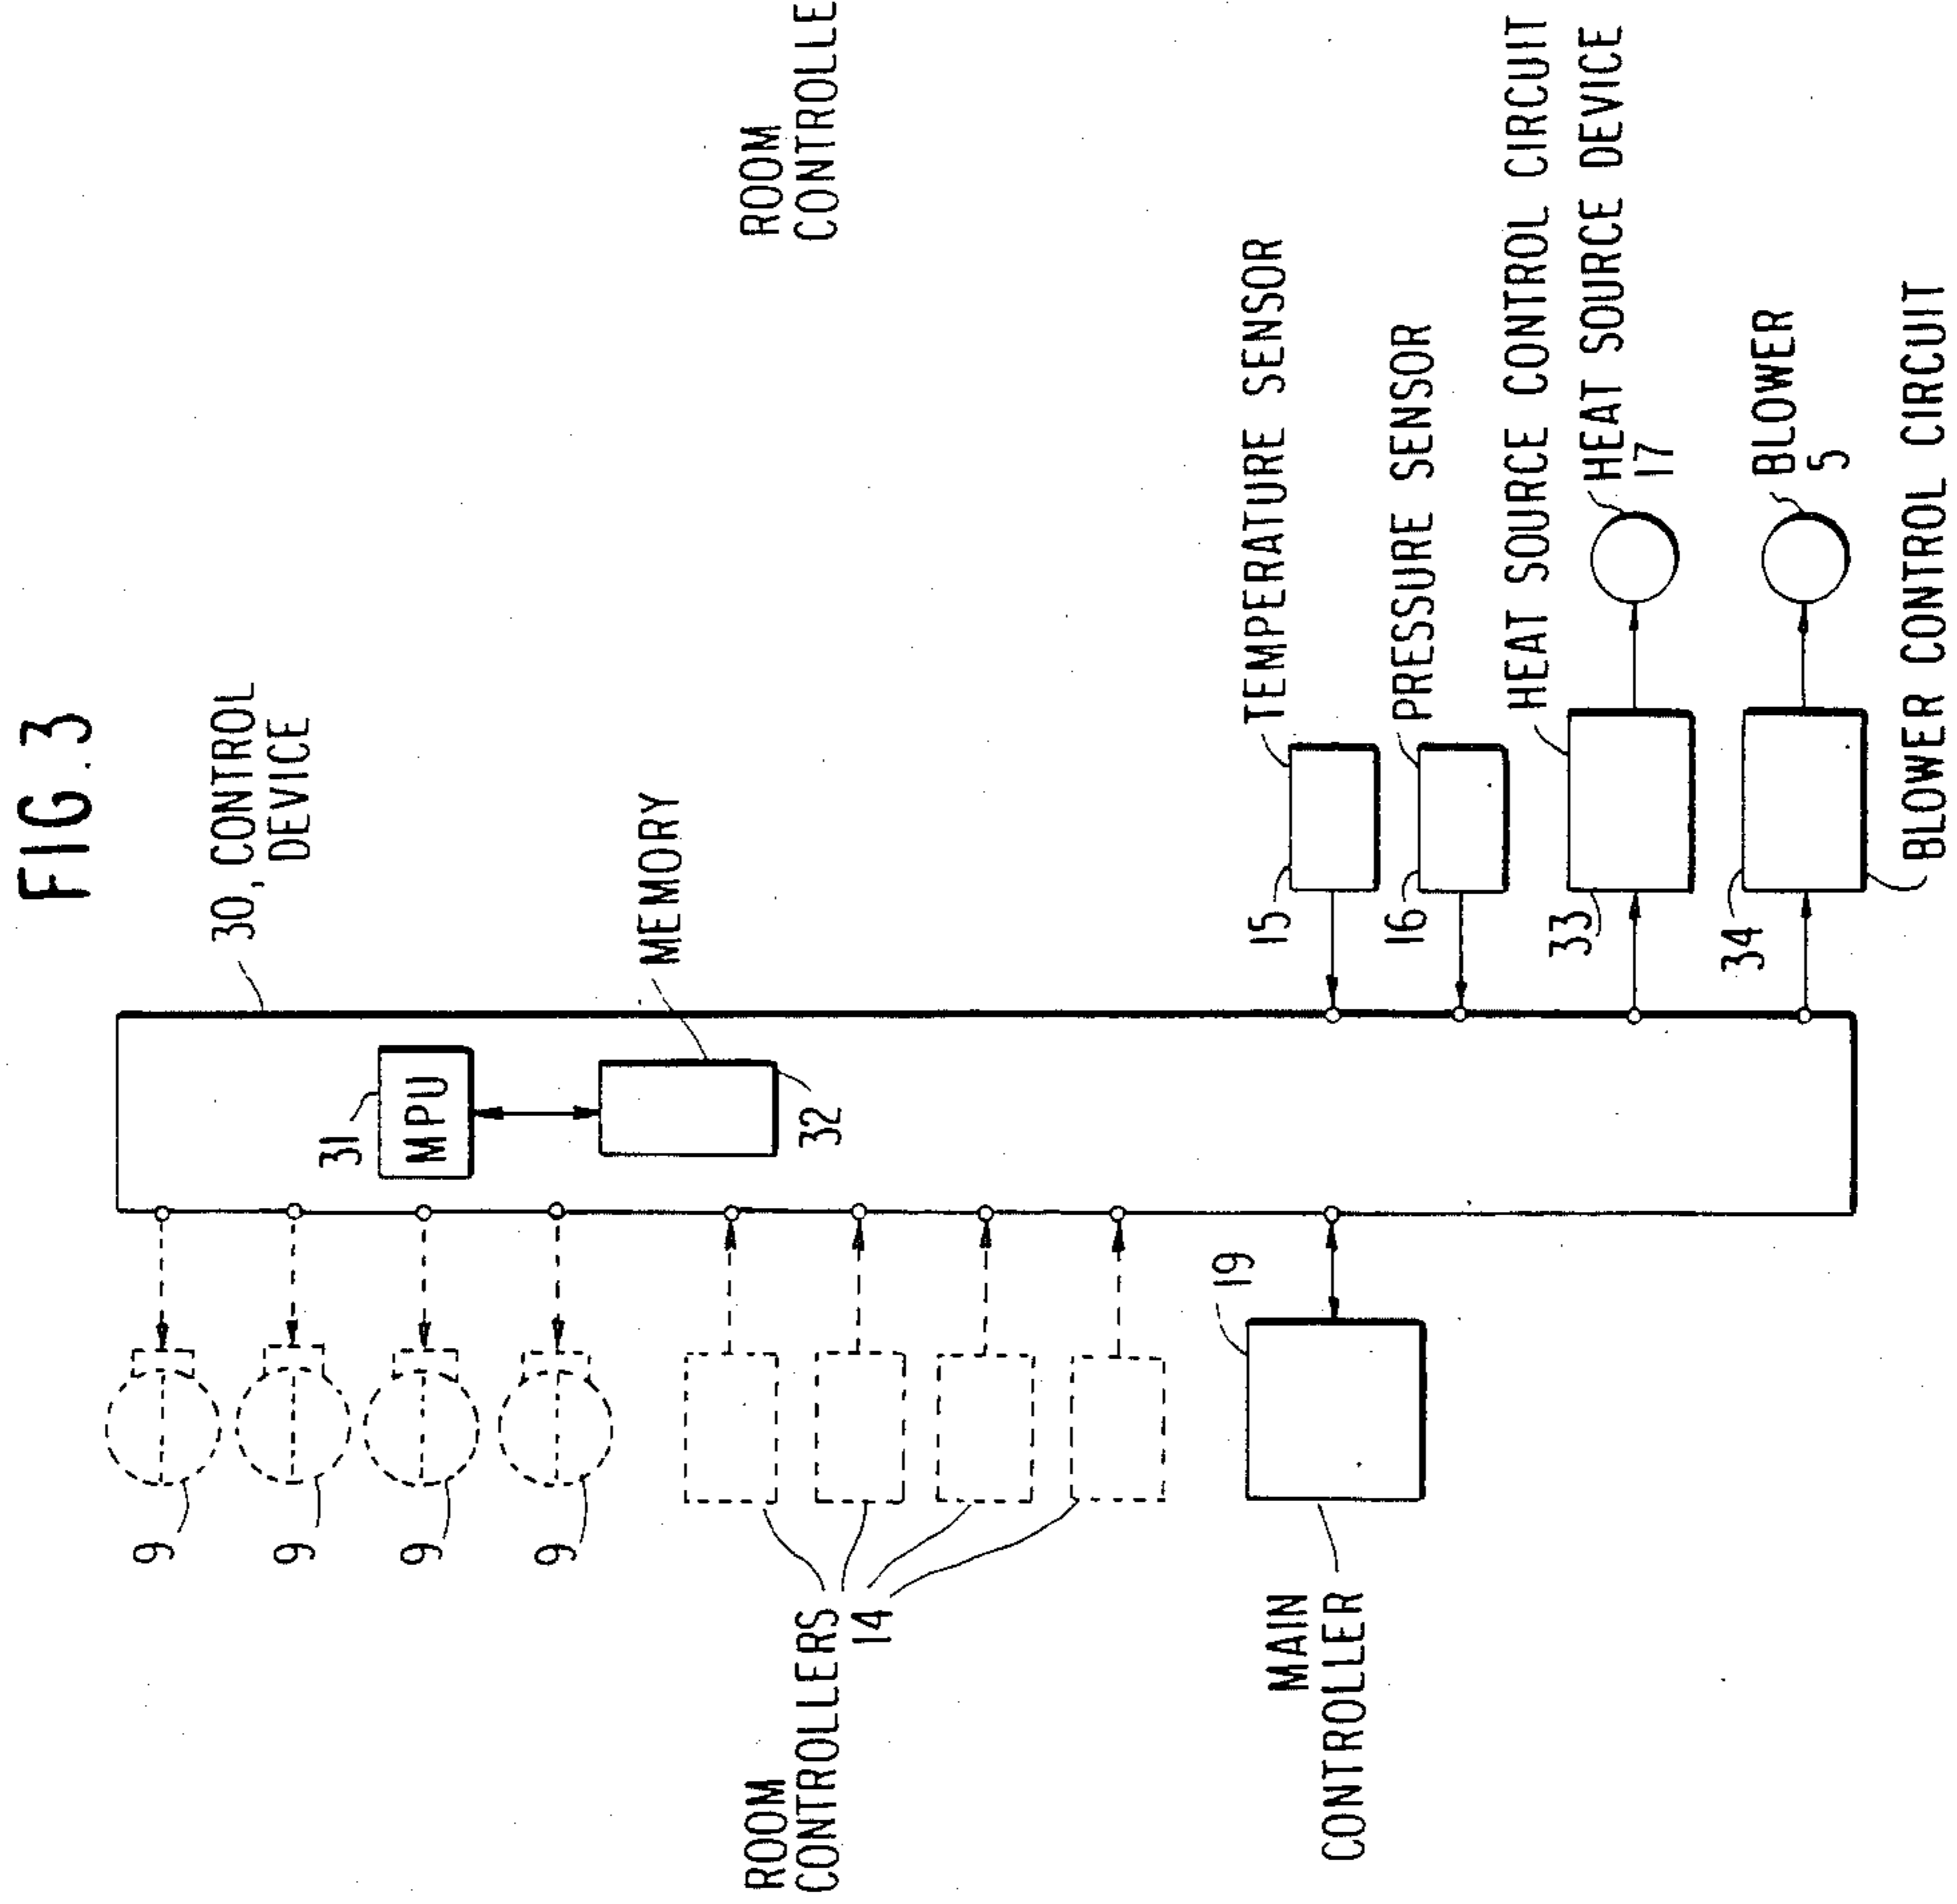 FIG.3
30, CONTROL
DEVICE
31
MPU
MEMORY
32
9
9
9
9
ROOM
CONTROLLERS
14
19
MAIN
CONTROLLER
ROOM
CONTROLLE
TEMPERATURE SENSOR
15
PRESSURE SENSOR
16
HEAT SOURCE CONTROL CIRCUIT
33
HEAT SOURCE DEVICE
17
34
BLOWER
5
BLOWER CONTROL CIRCUIT